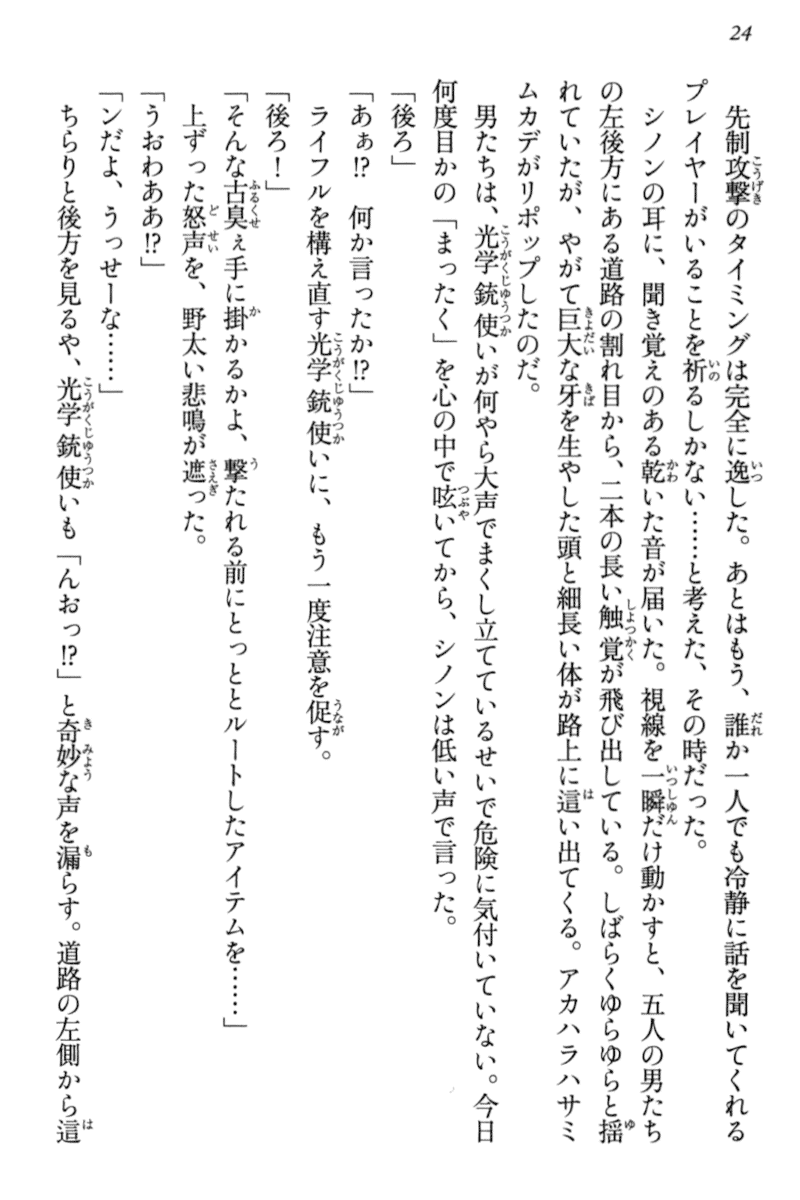 24
先制攻撃のタイミングは完全に逸した。あとはもう、誰か一人でも冷静に話を聞いてくれる
プレイヤーがいることを祈るしかない……と考えた、その時だった。
シノンの耳に、聞き覚えのある乾いた音が届いた。視線を一瞬だけ動かすと、五人の男たち
の左後方にある道路の割れ目から、二本の長い触覚が飛び出している。しばらくゆらゆらと揺
れていたが、やがて巨大な牙を生やした頭と細長い体が路上に這い出てくる。アカハラハサミ
ムカデがリポップしたのだ。
男たちは、光学銃使いが何やら大声でまくし立てているせいで危険に気付いていない。今日
何度目かの「まったく」を心の中で呟いてから、シノンは低い声で言った。
「後ろ」
「あぁ!?　何か言ったか!?」
ライフルを構え直す光学銃使いに、もう一度注意を促す。
「後ろ！」
「そんな古臭ぇ手に掛かるかよ、撃たれる前にとっととルートしたアイテムを……」
上ずった怒声を、野太い悲鳴が遮った。
「うおわああ!?」
「ンだよ、うっせーな……」
ちらりと後方を見るや、光学銃使いも「んおっ!?」と奇妙な声を漏らす。道路の左側から這